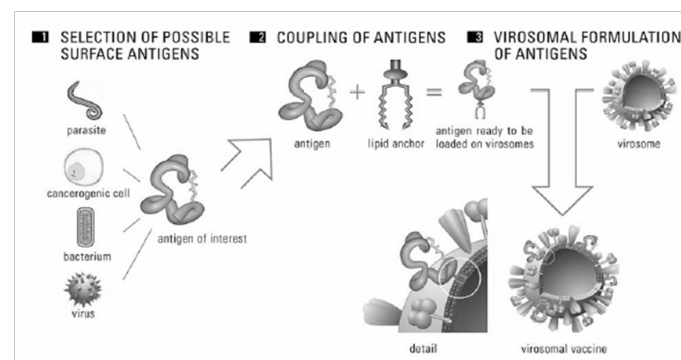 1 SELECTION OF POSSIBLE
SURFACE ANTIGENS
2 COUPLING OF ANTIGENS
3 VIROSOMAL FORMULATION
OF ANTIGENS
parasite
cancerogenic cell
bacterium
virus
antigen of interest
antigen
+
lipid anchor
=
antigen ready to be
loaded on virosomes
virosome
detail
virosomal vaccine